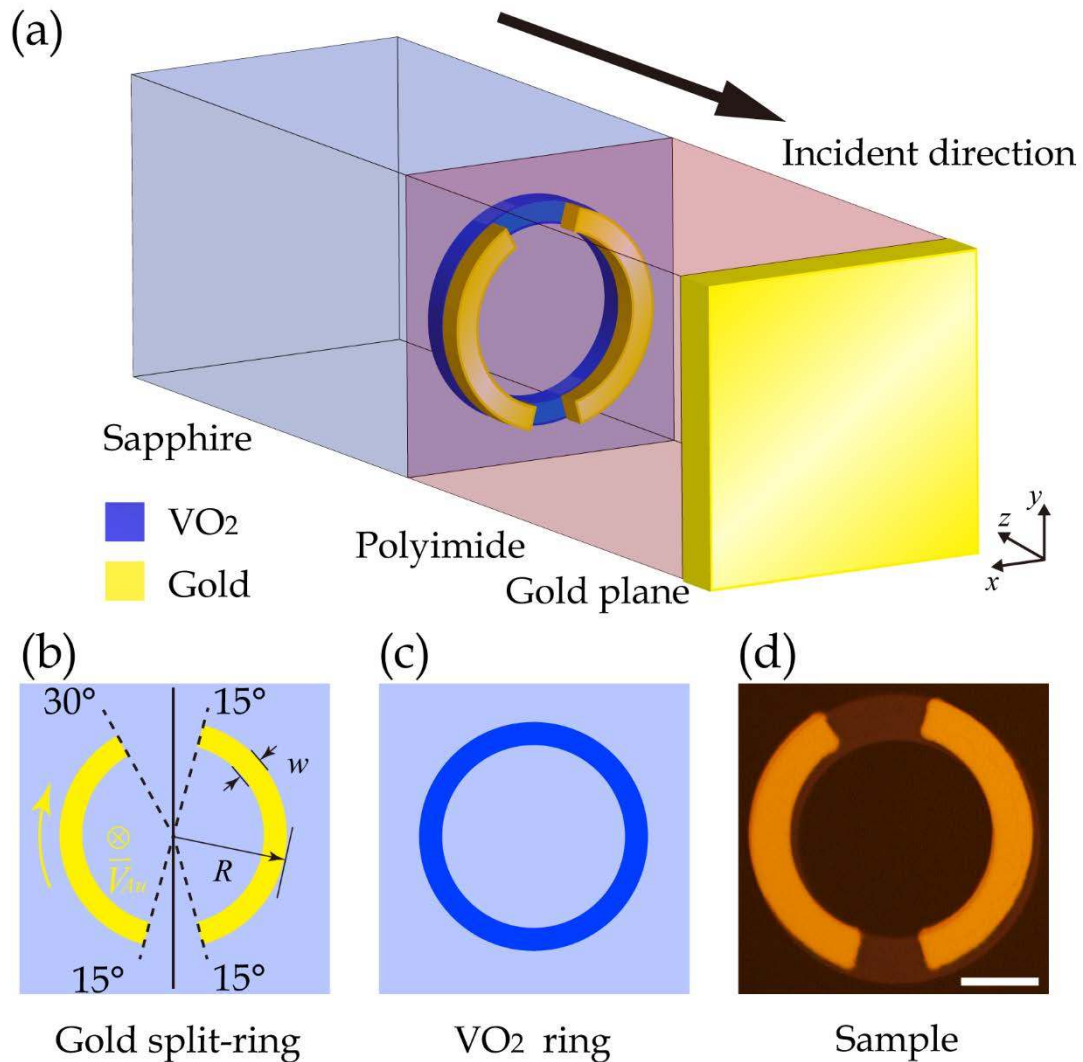 (a)
Incident direction
Sapphire
VO2
Gold
Polyimide
Gold plane
y
z
x
(b)
(c)
(d)
30°
15°
w
R
V̄Au
15°
15°
Gold split-ring
VO2 ring
Sample